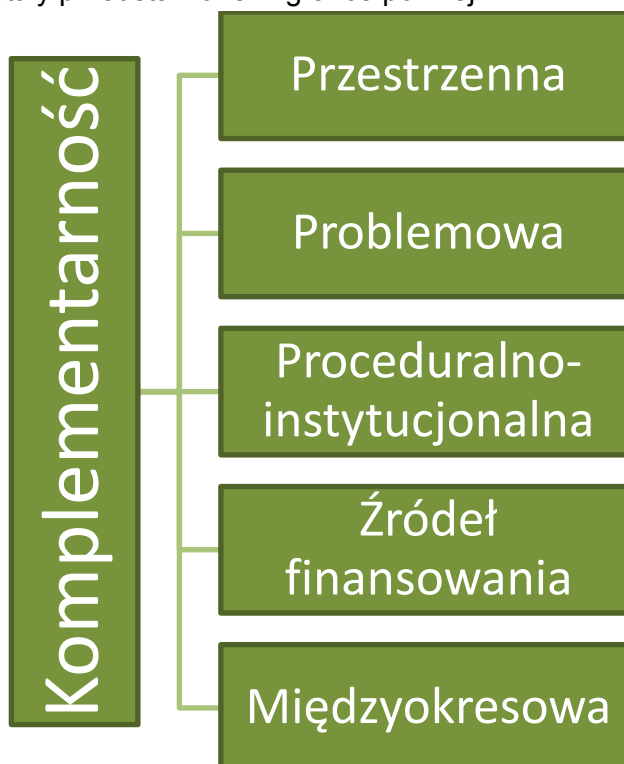 Komplementarność
Przestrzenna
Problemowa
Proceduralno-
instytucjonalna
Źródeł
finansowania
Międzyokresowa